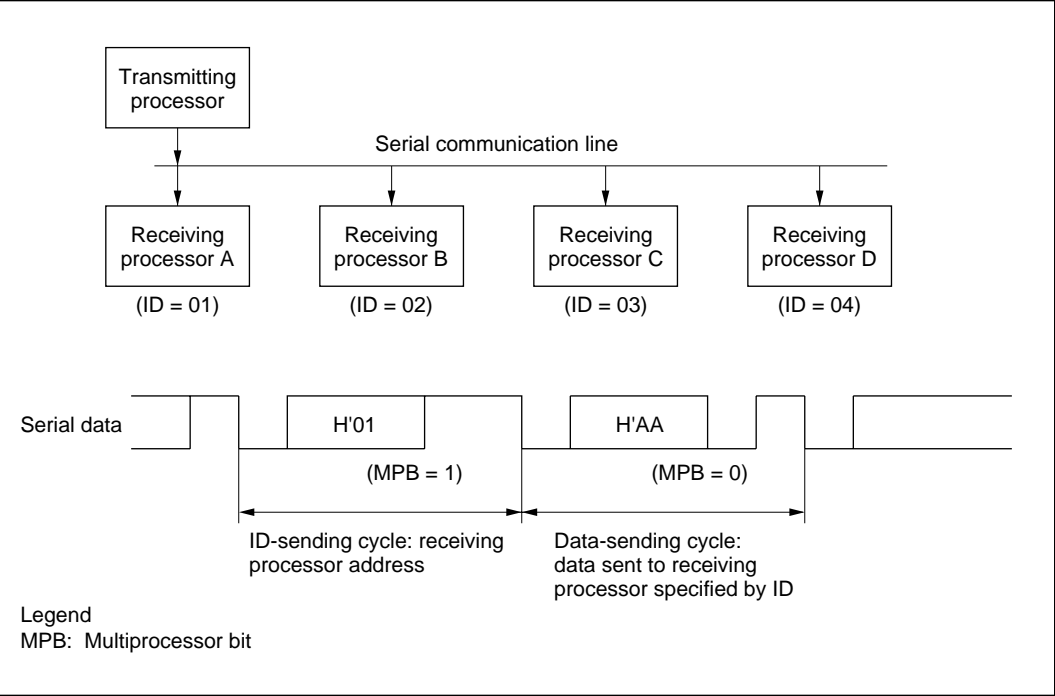 Transmitting
processor
Serial communication line
Receiving
processor A
Receiving
processor B
Receiving
processor C
Receiving
processor D
(ID = 01)
(ID = 02)
(ID = 03)
(ID = 04)
Serial data
H'01
H'AA
(MPB = 1)
(MPB = 0)
ID-sending cycle: receiving
processor address
Data-sending cycle:
data sent to receiving
processor specified by ID
Legend
MPB: Multiprocessor bit